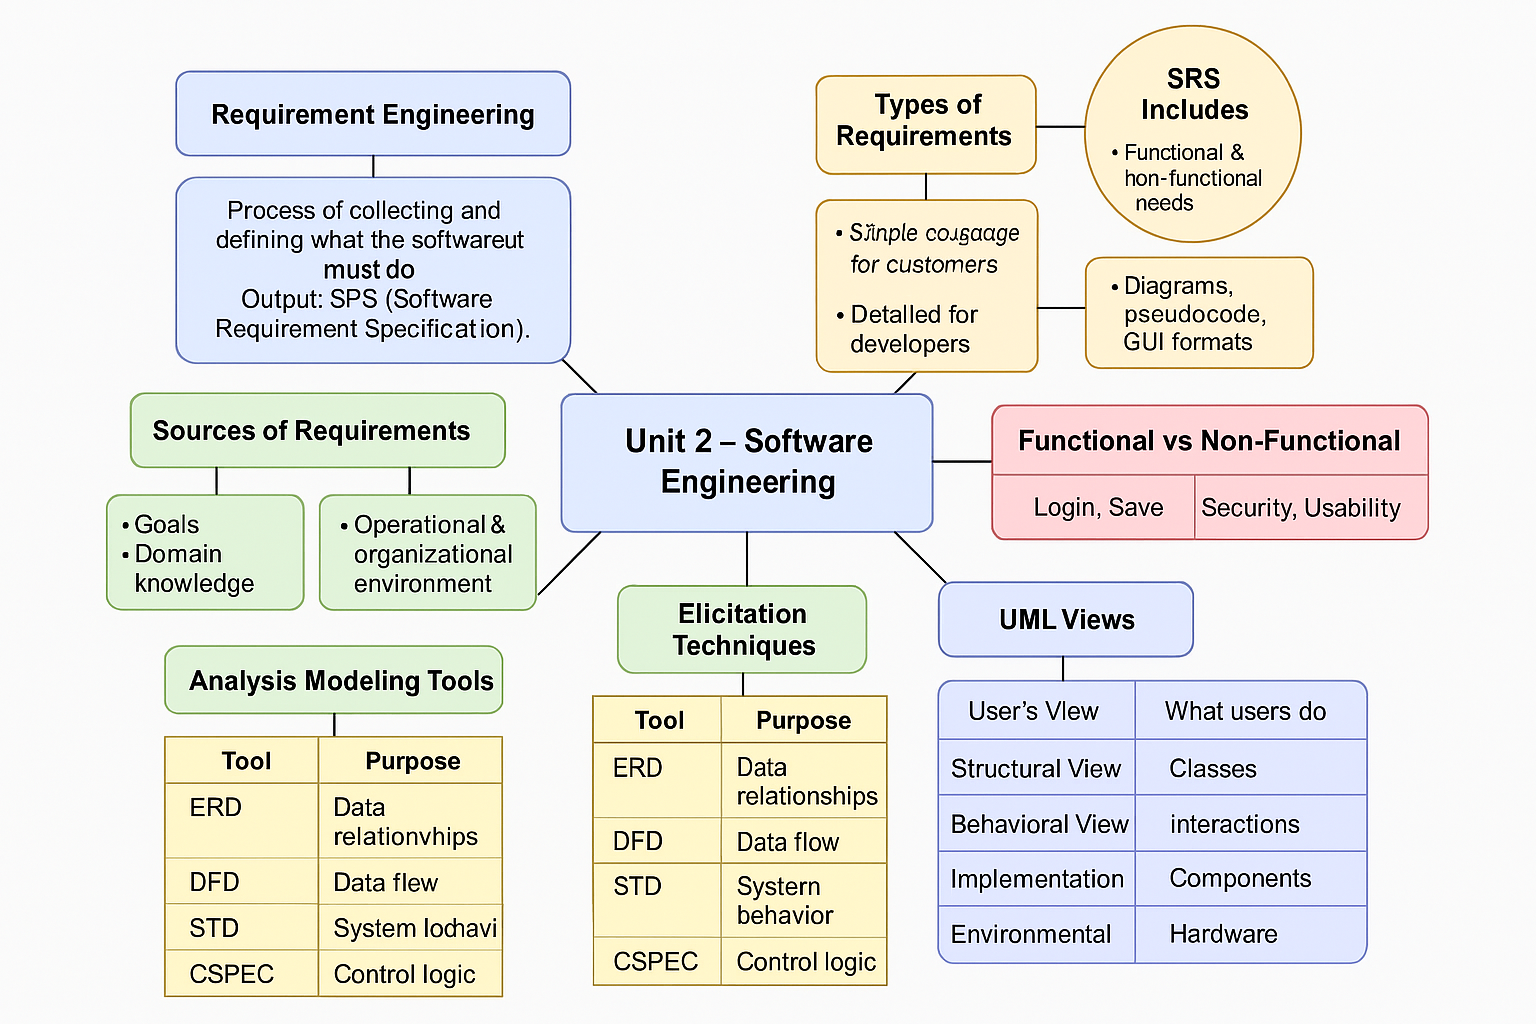 Requirement Engineering
Process of collecting and
defining what the softwareut
must do
Output: SPS (Software
Requirement Specification).
Types of
Requirements
SRS
Includes
• Functional &
hon-functional
needs
•
for customers
• Detalled for
developers
• Diagrams,
pseudocode,
GUI formats
Unit 2 – Software
Engineering
Functional vs Non-Functional
Login, Save
Security, Usability
Sources of Requirements
• Goals
• Domain
knowledge
• Operational &
organizational
environment
Analysis Modeling Tools
Tool Purpose
ERD Data
relationvhips
DFD Data flew
STD System lodhavi
CSPEC Control logic
Elicitation
Techniques
Tool Purpose
ERD Data
relationships
DFD Data flow
STD Systern
behavior
CSPEC Control logic
UML Views
User's VIew What users do
Structural View Classes
Behavioral View interactions
Implementation Components
Environmental Hardware